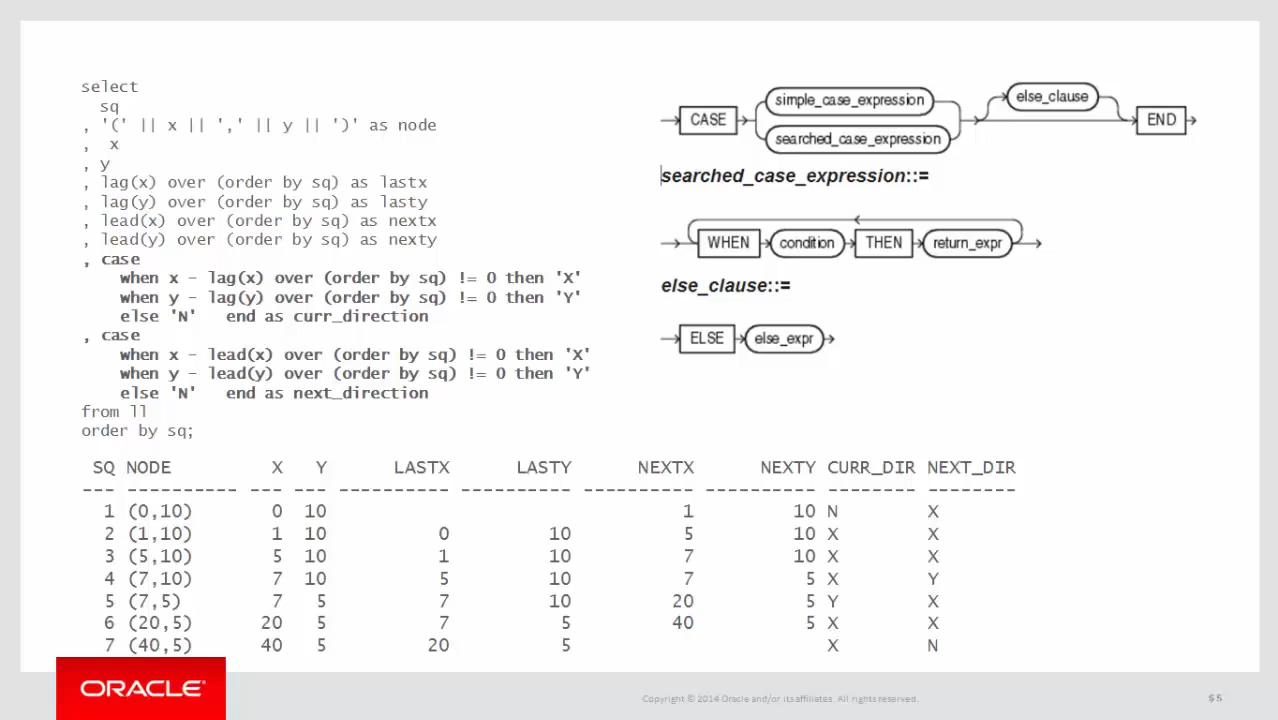 select
sq
, '(' || x || ',' || y || ')' as node
, x
, y
, lag(x) over (order by sq) as lastx
, lag(y) over (order by sq) as lasty
, lead(x) over (order by sq) as nextx
, lead(y) over (order by sq) as nexty
, case
when x - lag(x) over (order by sq) != 0 then 'X'
when y - lag(y) over (order by sq) != 0 then 'Y'
else 'N' end as curr_direction
, case
when x - lead(x) over (order by sq) != 0 then 'X'
when y - lead(y) over (order by sq) != 0 then 'Y'
else 'N' end as next_direction
from ll
order by sq;
simple_case_expression
else_clause
CASE
END
searched_case_expression
searched_case_expression::=
WHEN condition THEN return_expr
else_clause::=
ELSE else_expr
SQ NODE X Y LASTX LASTY NEXTX NEXTY CURR_DIR NEXT_DIR
--- ---------- --- --- ---------- ---------- ---------- ---------- -------- --------
1 (0,10) 0 10 1 10 N X
2 (1,10) 1 10 0 10 5 10 X X
3 (5,10) 5 10 1 10 7 10 X X
4 (7,10) 7 10 5 10 7 5 X Y
5 (7,5) 7 5 7 10 20 5 Y X
6 (20,5) 20 5 7 5 40 5 X X
7 (40,5) 40 5 20 5 X N
ORACLE
Copyright © 2014 Oracle and/or its affiliates. All rights reserved.